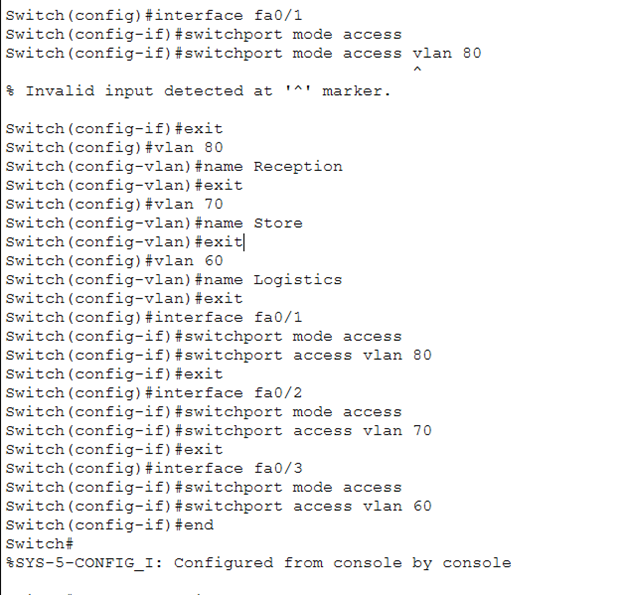 Switch(config)#interface fa0/1
Switch(config-if)#switchport mode access
Switch(config-if)#switchport mode access vlan 80
^
% Invalid input detected at '^' marker.
Switch(config-if)#exit
Switch(config)#vlan 80
Switch(config-vlan)#name Reception
Switch(config-vlan)#exit
Switch(config)#vlan 70
Switch(config-vlan)#name Store
Switch(config-vlan)#exit
Switch(config)#vlan 60
Switch(config-vlan)#name Logistics
Switch(config-vlan)#exit
Switch(config)#interface fa0/1
Switch(config-if)#switchport mode access
Switch(config-if)#switchport access vlan 80
Switch(config-if)#exit
Switch(config)#interface fa0/2
Switch(config-if)#switchport mode access
Switch(config-if)#switchport access vlan 70
Switch(config-if)#exit
Switch(config)#interface fa0/3
Switch(config-if)#switchport mode access
Switch(config-if)#switchport access vlan 60
Switch(config-if)#end
Switch#
%SYS-5-CONFIG_I: Configured from console by console